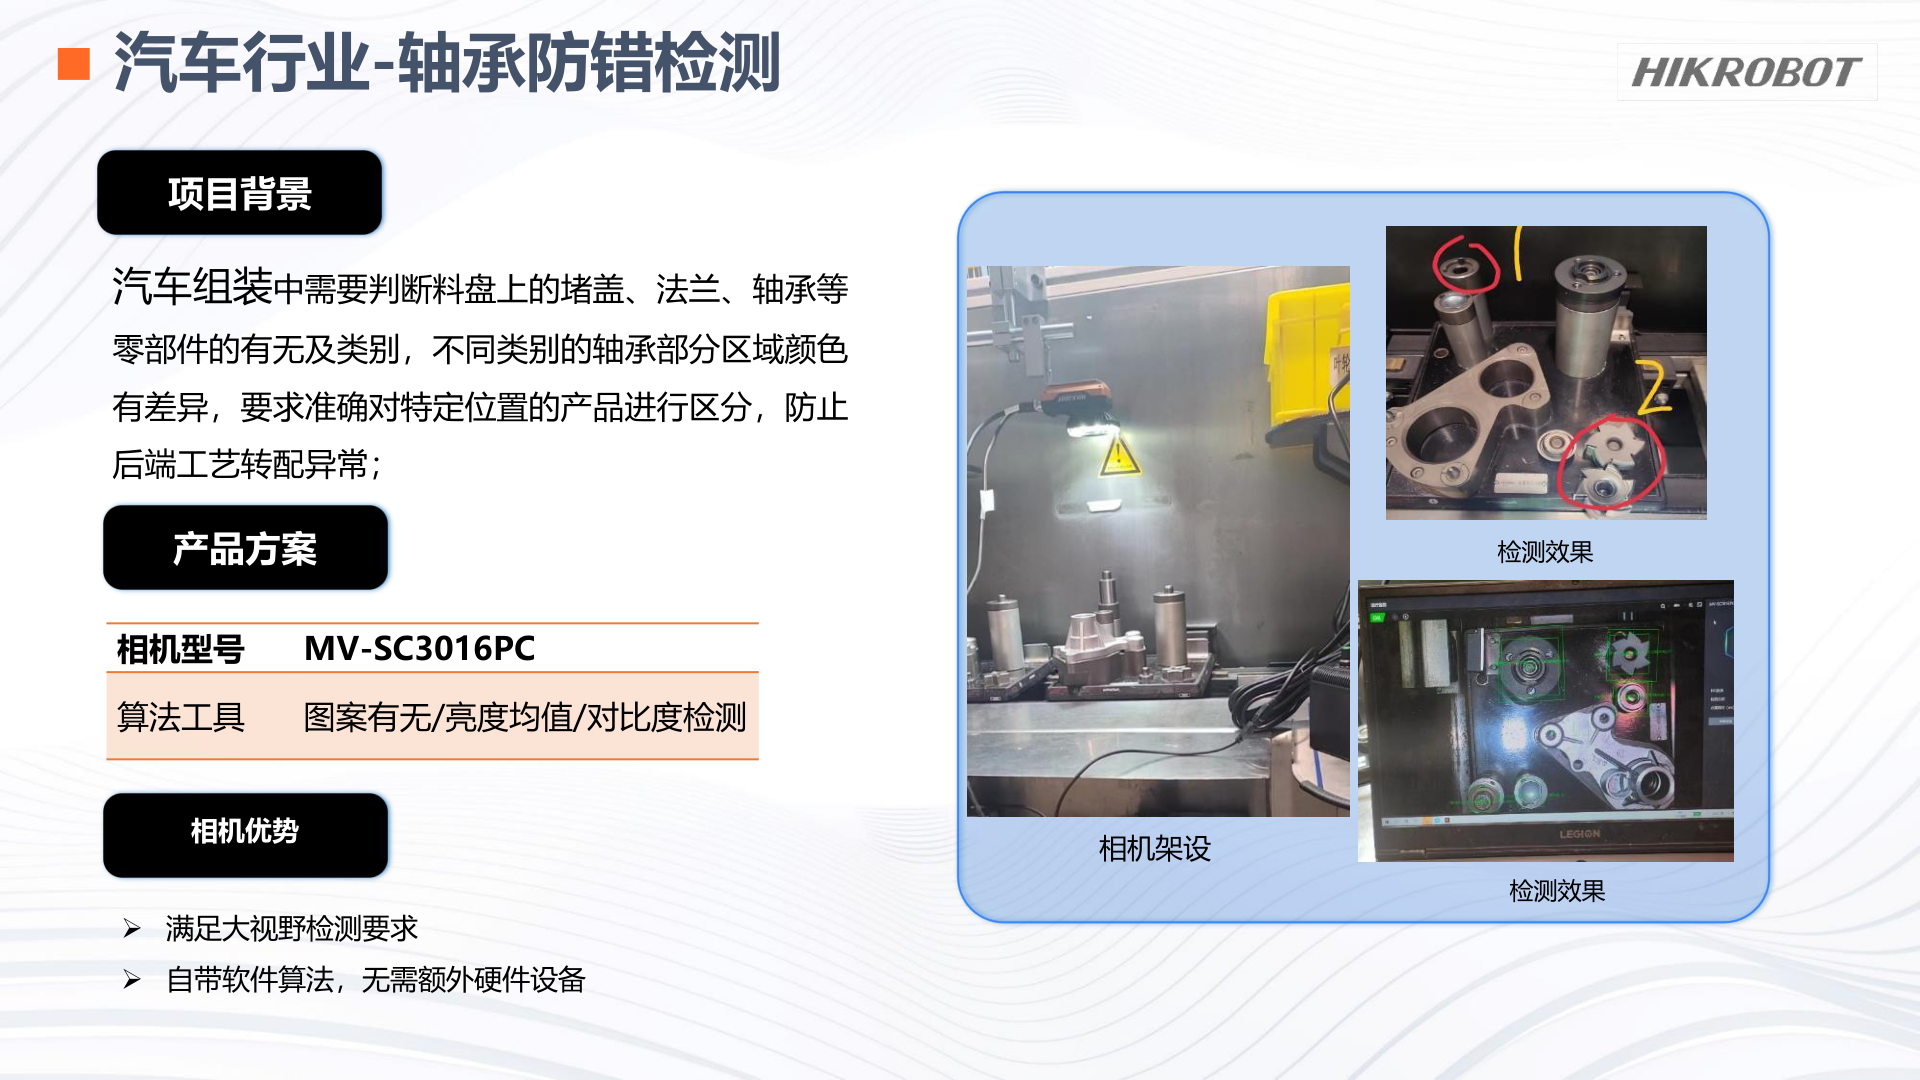 汽车行业-轴承防错检测
HIKROBOT
项目背景
汽车组装中需要判断料盘上的堵盖、法兰、轴承等
零部件的有无及类别，不同类别的轴承部分区域颜色
有差异，要求准确对特定位置的产品进行区分，防止
后端工艺转配异常；
产品方案
相机型号 MV-SC3016PC
算法工具 图案有无/亮度均值/对比度检测
相机优势
满足大视野检测要求
自带软件算法，无需额外硬件设备
1
2
检测效果
LEGION
相机架设
检测效果